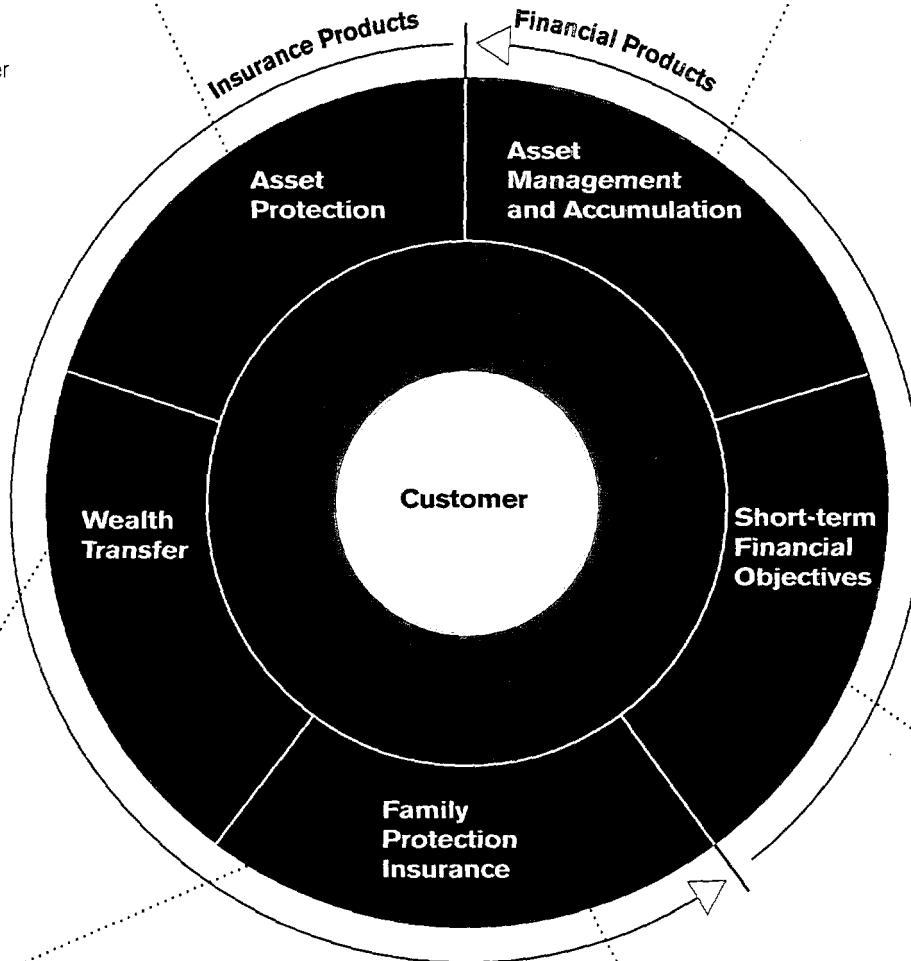 Insurance Products
Financial Products
er
Asset
Protection
Asset
Management
and Accumulation
Customer
Wealth
Transfer
Short-term
Financial
Objectives
Family
Protection
Insurance